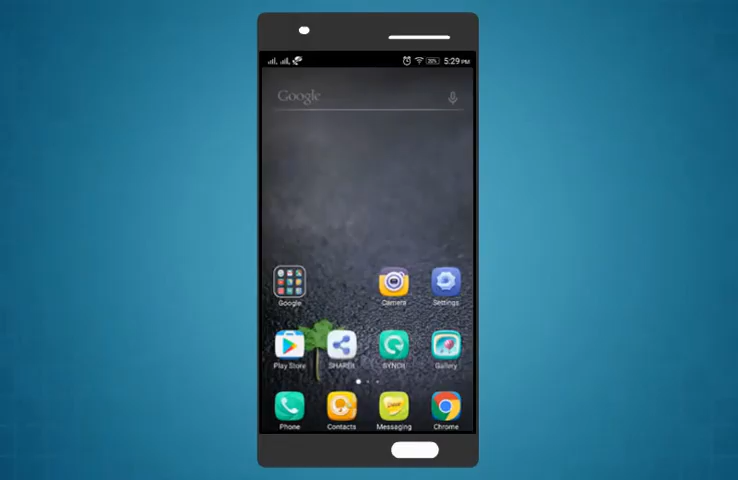 5:29 PM
Google
Google
Camera
Settings
Play Store
SHAREit
SYNCit
Gallery
Phone
Contacts
Messaging
Chrome